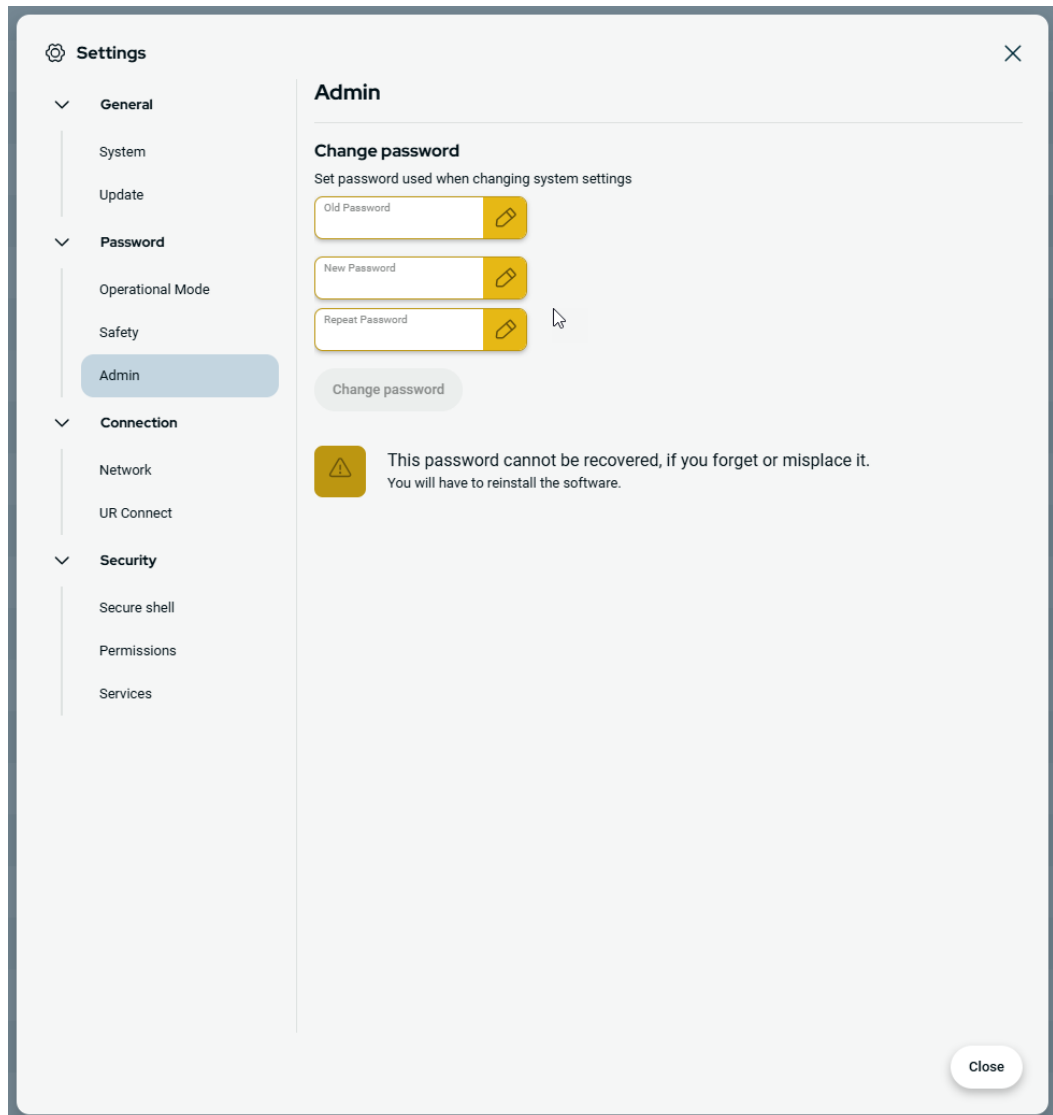 Settings
General
System
Update
Password
Operational Mode
Safety
Admin
Connection
Network
UR Connect
Security
Secure shell
Permissions
Services
Admin
Change password
Set password used when changing system settings
Old Password
New Password
Repeat Password
Change password
This password cannot be recovered, if you forget or misplace it.
You will have to reinstall the software.
Close